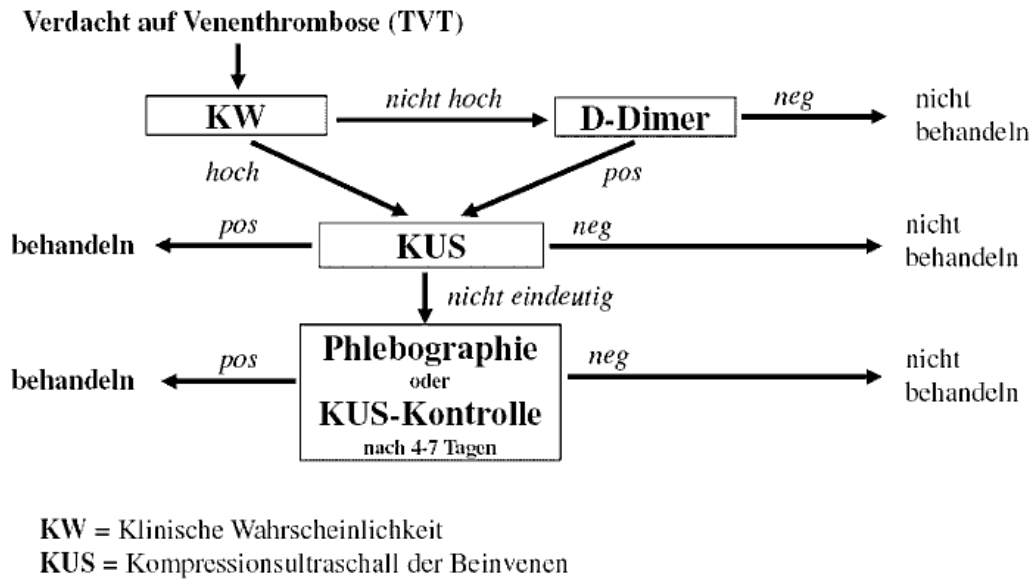 Verdacht auf Venenthrombose (TVT)
KW
nicht hoch
D-Dimer
neg
nicht
behandeln
hoch
pos
behandeln
pos
KUS
neg
nicht
behandeln
nicht eindeutig
behandeln
pos
Phlebographie
oder
KUS-Kontrolle
nach 4-7 Tagen
neg
nicht
behandeln
KW = Klinische Wahrscheinlichkeit
KUS = Kompressionsultraschall der Beinvenen